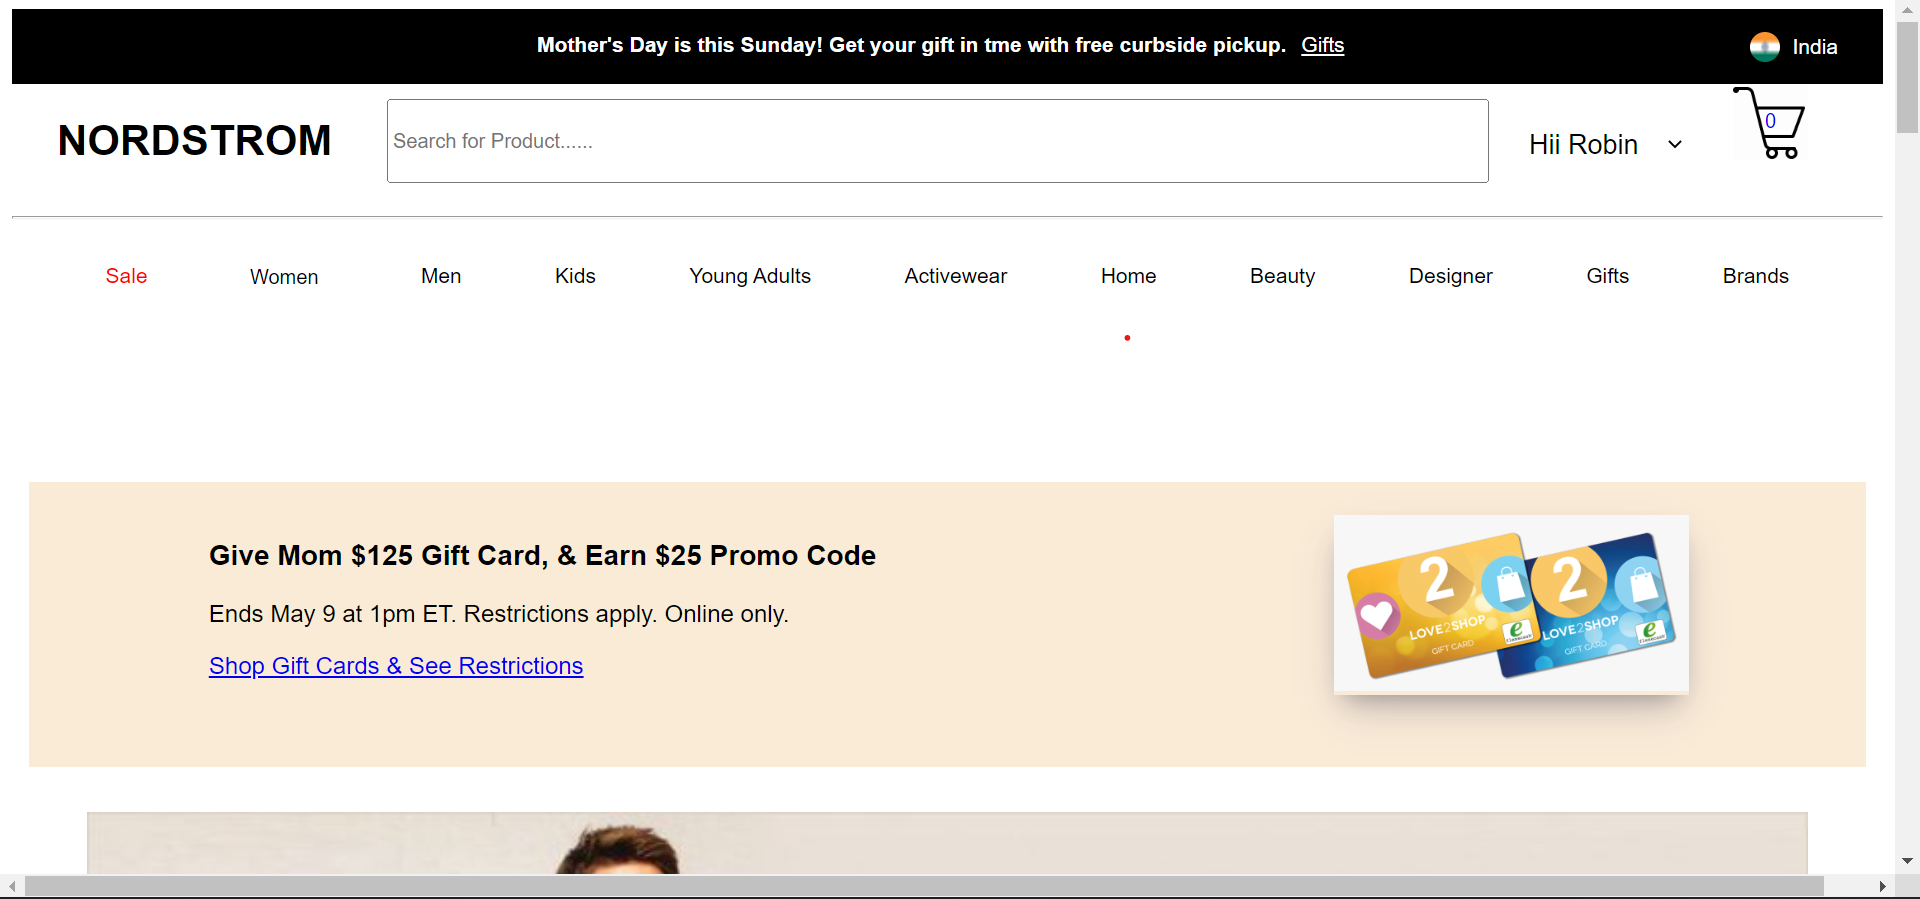 Mother's Day is this Sunday! Get your gift in tme with free curbside pickup. Gifts
India
NORDSTROM
Search for Product......
Hii Robin
0
Sale Women Men Kids Young Adults Activewear Home Beauty Designer Gifts Brands
Give Mom $125 Gift Card, & Earn $25 Promo Code
Ends May 9 at 1pm ET. Restrictions apply. Online only.
Shop Gift Cards & See Restrictions
2
LOVE2SHOP
GIFT CARD
e
2
LOVE2SHOP
GIFT CARD
e